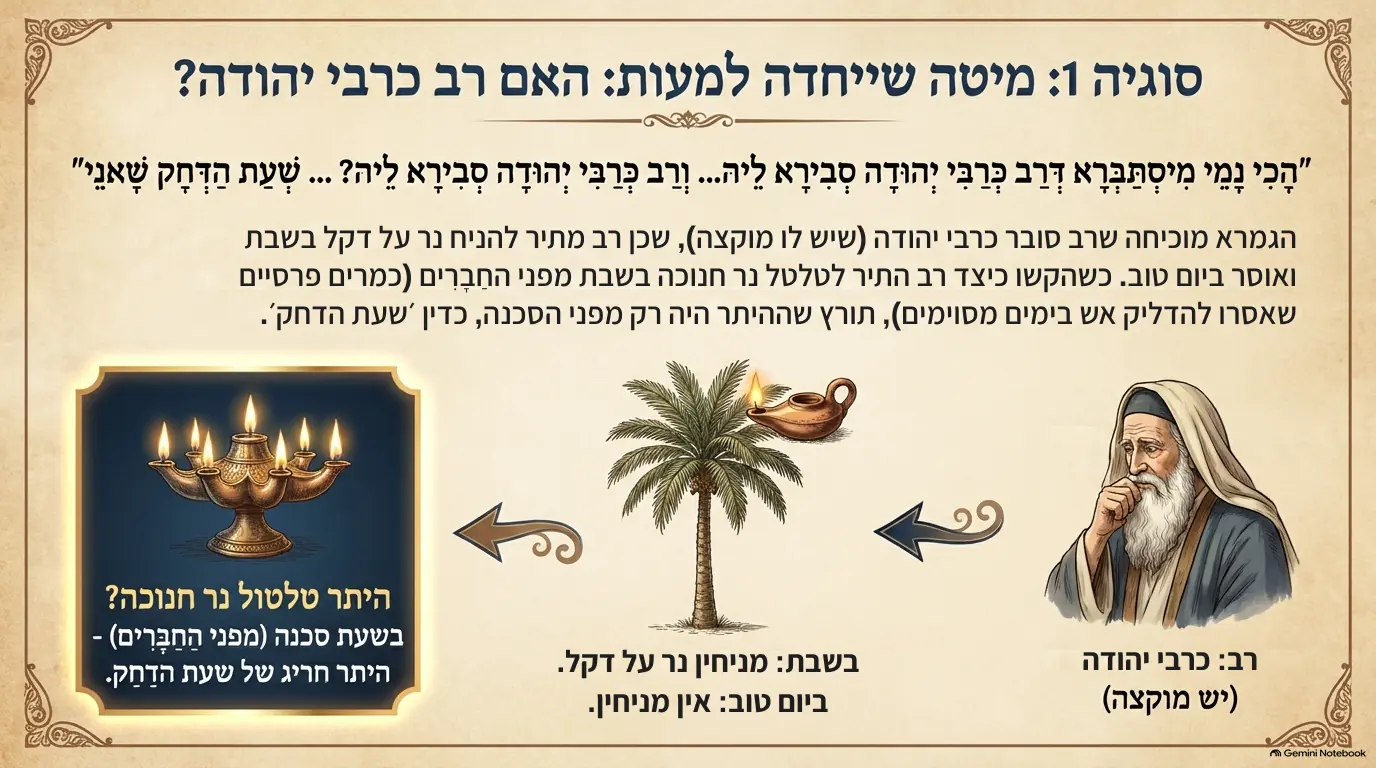 סוגיה 1: מיטה שייחדה למעות: האם רב כרבי יהודה?
"הָכִי נָמֵי מִיסְתַּבְּרָא דְּרַב כְּרַבִּי יְהוּדָה סְבִירָא לֵיהּ... וְרַב כְּרַבִּי יְהוּדָה סְבִירָא לֵיהּ? ... שְׁעַת הַדְּחָק שָׁאנֵי"
הגמרא מוכיחה שרב סובר כרבי יהודה (שיש לו מוקצה), שכן רב מתיר להניח נר על דקל בשבת
ואוסר ביום טוב. כשהקשו כיצד רב התיר לטלטל נר חנוכה בשבת מפני החַבָרִים (כמרים פרסיים
שאסרו להדליק אש בימים מסוימים), תורץ שההיתר היה רק מפני הסכנה, כדין 'שעת הדחק'.
רב: כרבי יהודה
(יש מוקצה)
בשבת: מניחין נר על דקל.
ביום טוב: אין מניחין.
היתר טלטול נר חנוכה?
בשעת סכנה (מפני הַחַבָּרִים) -
היתר חריג של שעת הדַחַק.
Gemini Notebook